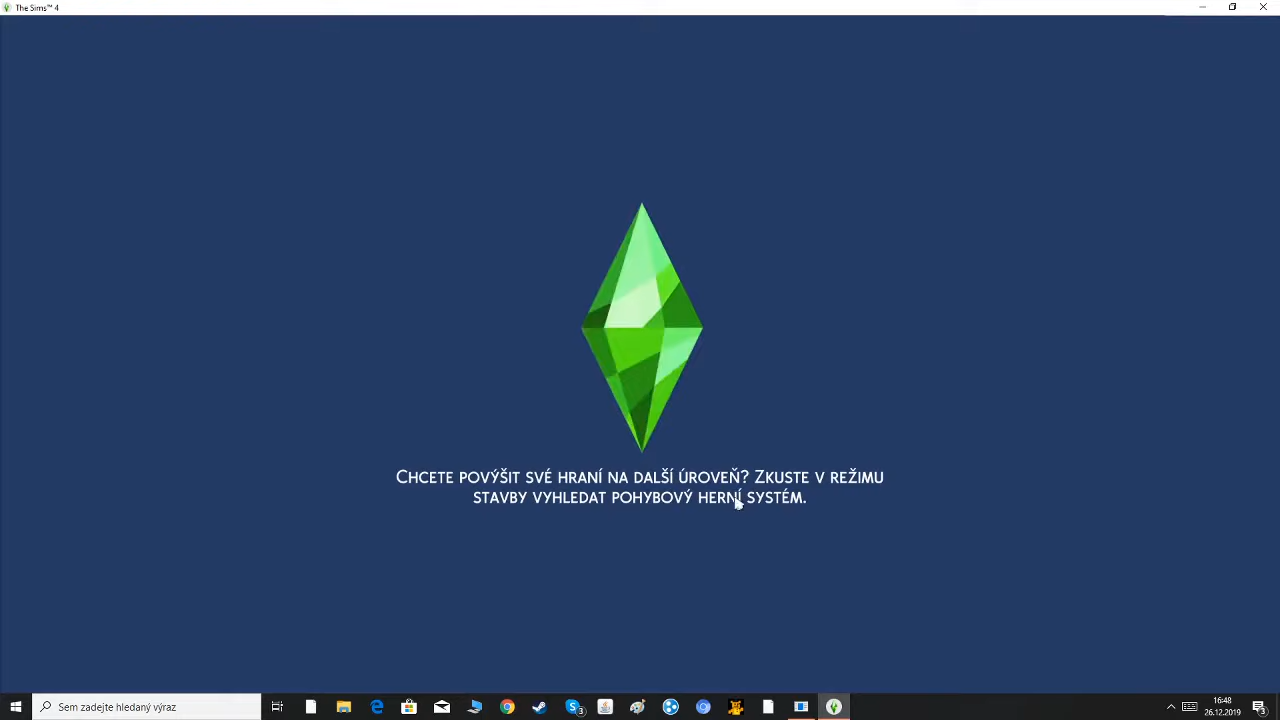 The Sims™ 4
Chcete povýšit své hraní na další úroveň? Zkuste v režimu
stavby vyhledat pohybový herní systém.
Sem zadejte hledaný výraz
3
16:48
26.12.2019